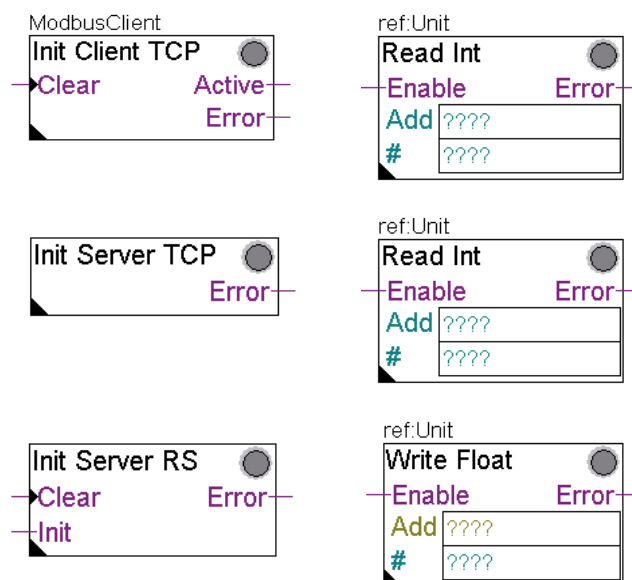 ModbusClient
Init Client TCP
Clear Active
Error
ref:Unit
Read Int
Enable Error
Add ????
# ????
Init Server TCP
Error
ref:Unit
Read Int
Enable Error
Add ????
# ????
Init Server RS
Clear Error
Init
ref:Unit
Write Float
Enable Error
Add ????
# ????